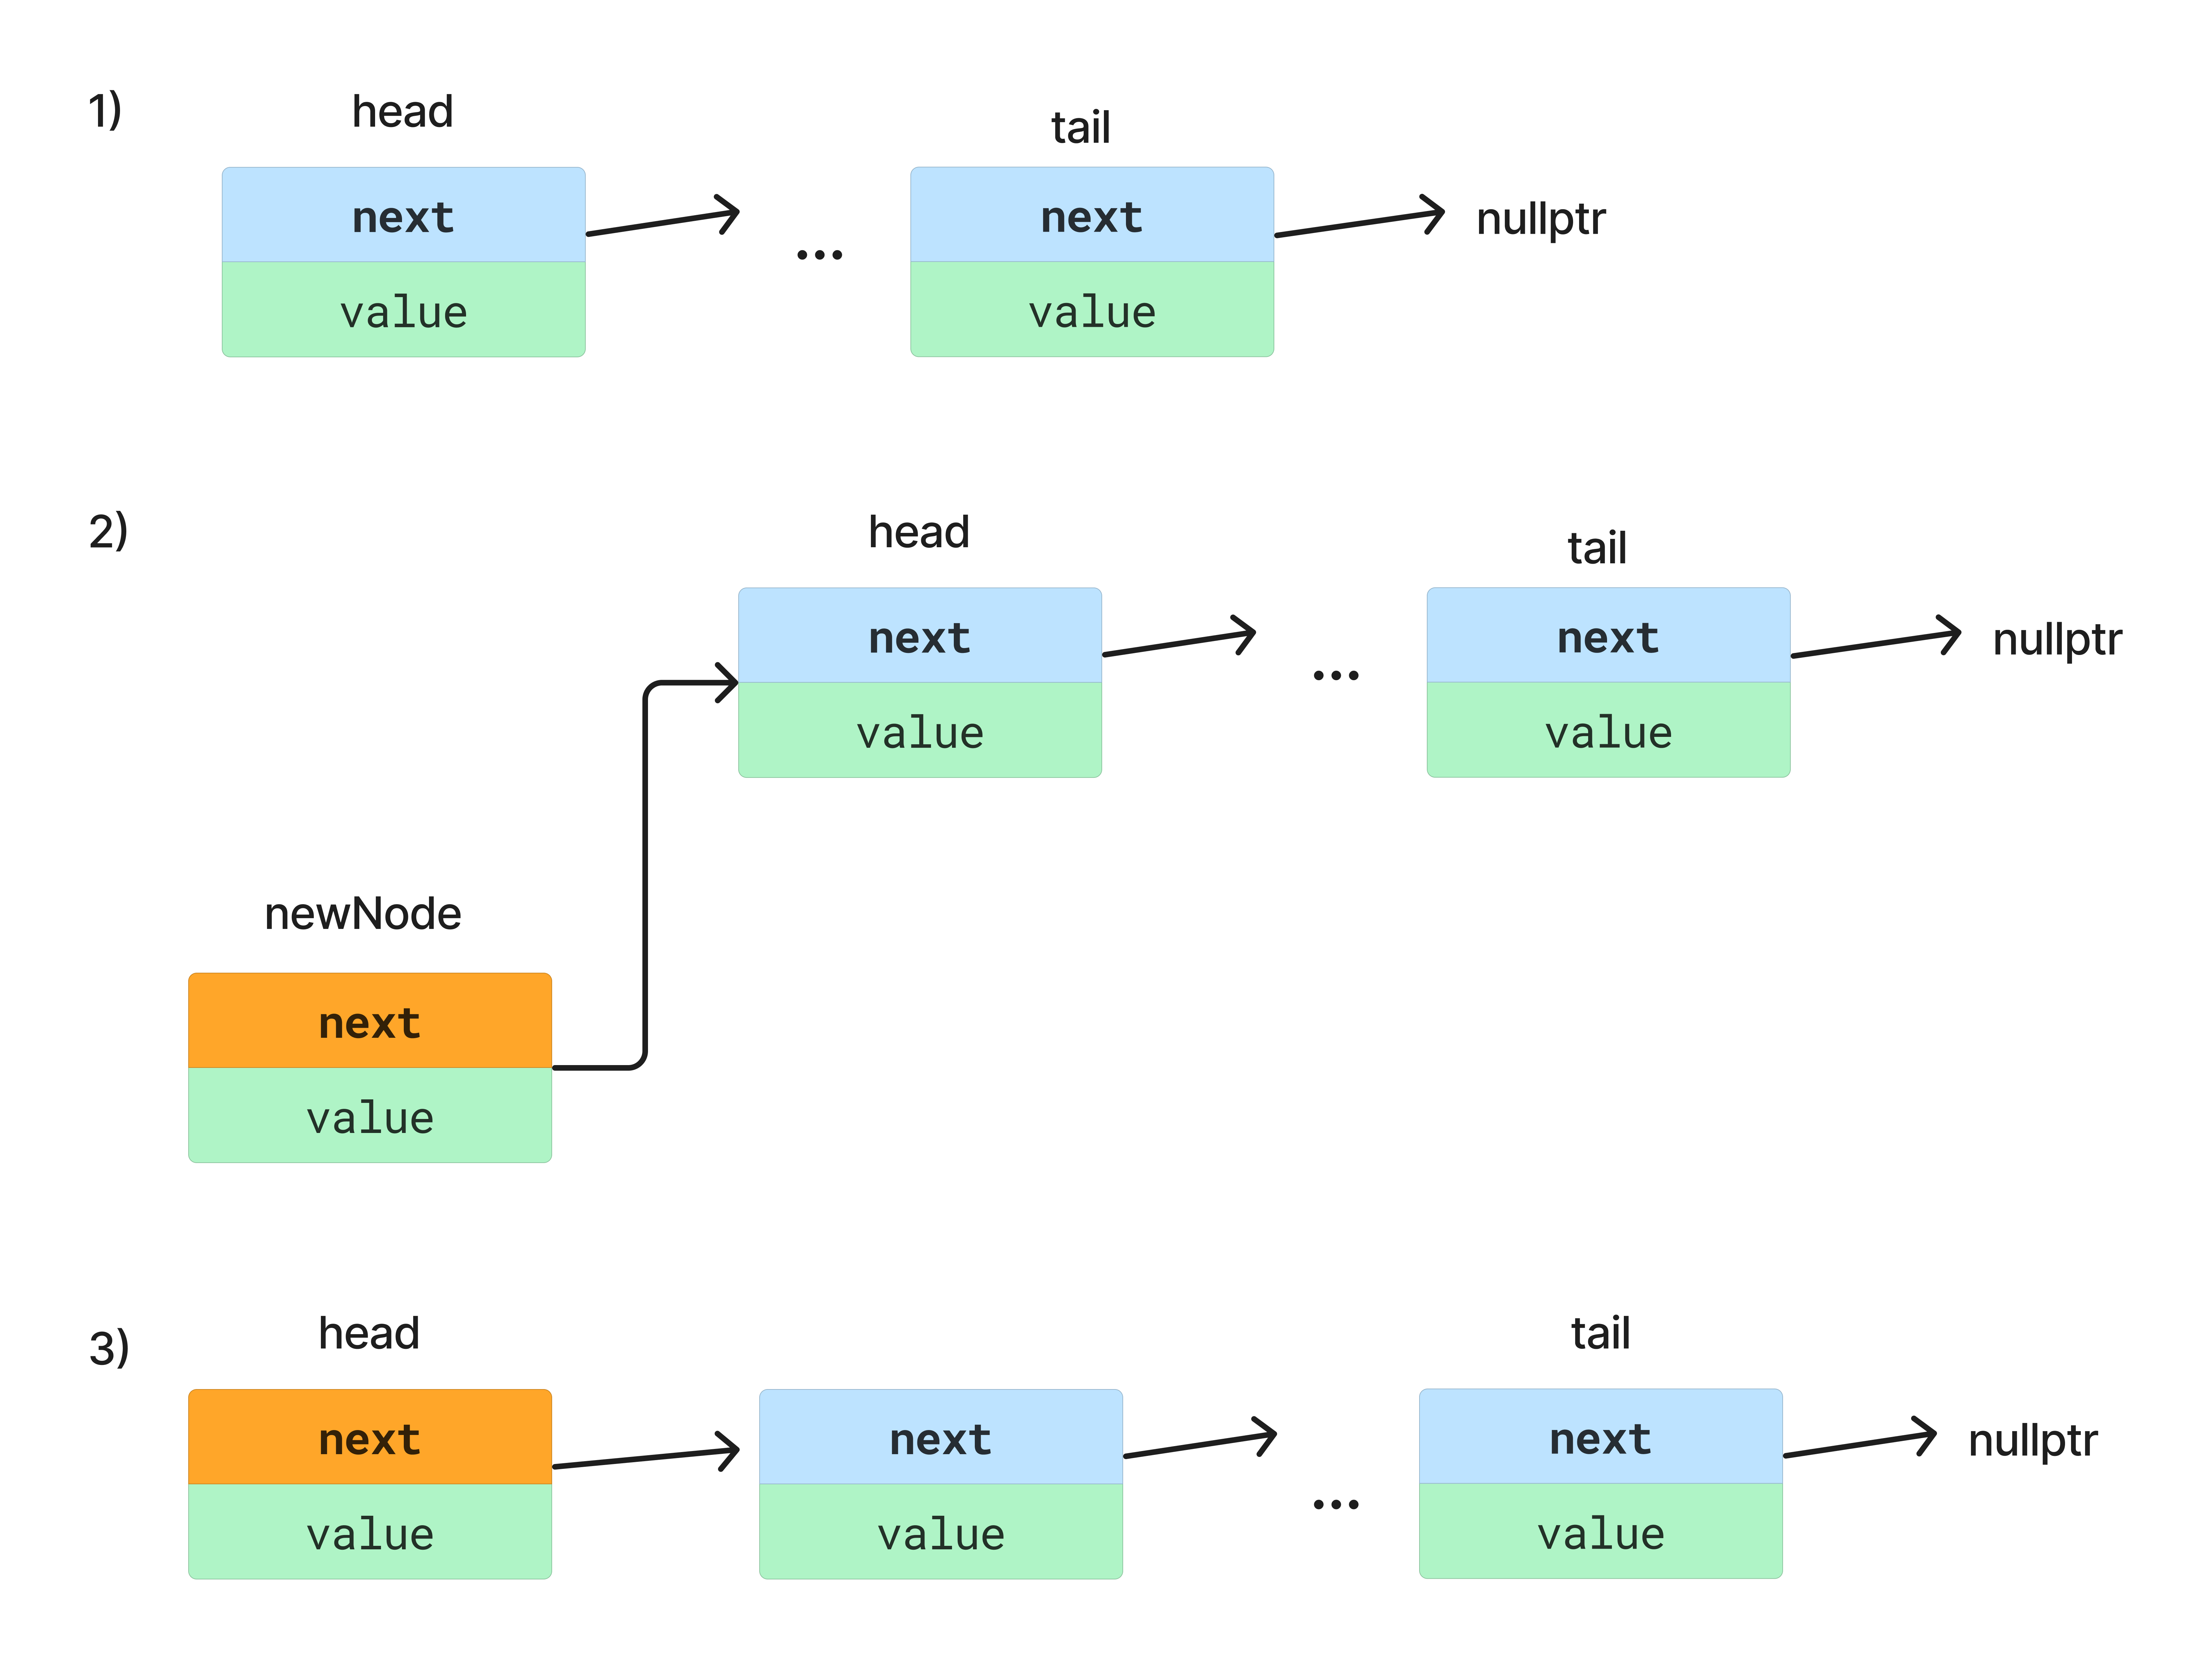 1)
head
tail
next
next
nullptr
...
value
value
2)
head
tail
next
next
nullptr
...
value
value
newNode
next
value
3)
head
tail
next
next
next
nullptr
...
value
value
value